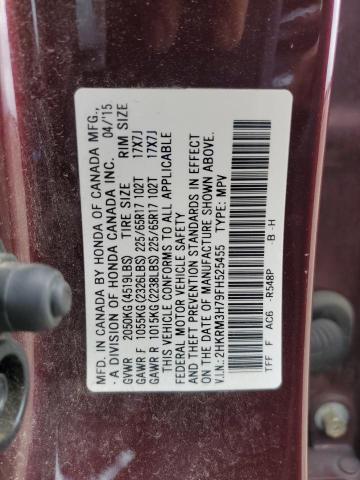 MFD. IN CANADA BY HONDA OF CANADA MFG.,
A DIVISION OF HONDA CANADA INC. 04/15
GVWR 2050KG(4519LBS) TIRE SIZE RIM SIZE
GAWR F 1055KG(2326LBS) 225/65R17 102T 17X7J
GAWR R 1015KG(2238LBS) 225/65R17 102T 17X7J
THIS VEHICLE CONFORMS TO ALL APPLICABLE
FEDERAL MOTOR VEHICLE SAFETY
AND THEFT PREVENTION STANDARDS IN EFFECT
ON THE DATE OF MANUFACTURE SHOWN ABOVE.
V.I.N.: 2HKRM3H79FH525455 TYPE: MPV
TFF F AC6 -R548P -B -H